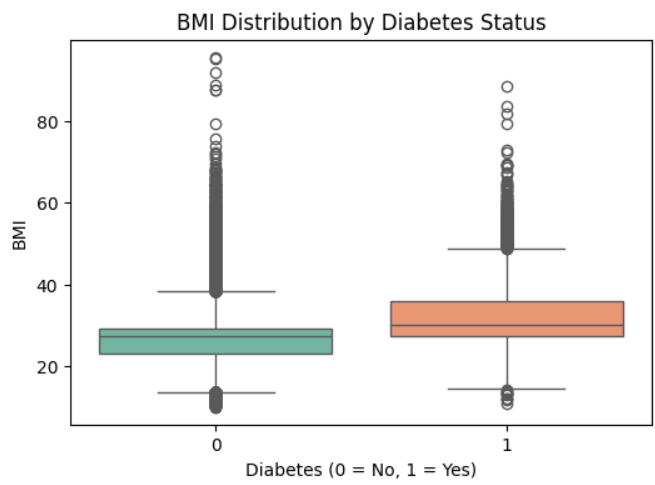 BMI Distribution by Diabetes Status
80
60
40
20
BMI
0
1
Diabetes (0 = No, 1 = Yes)